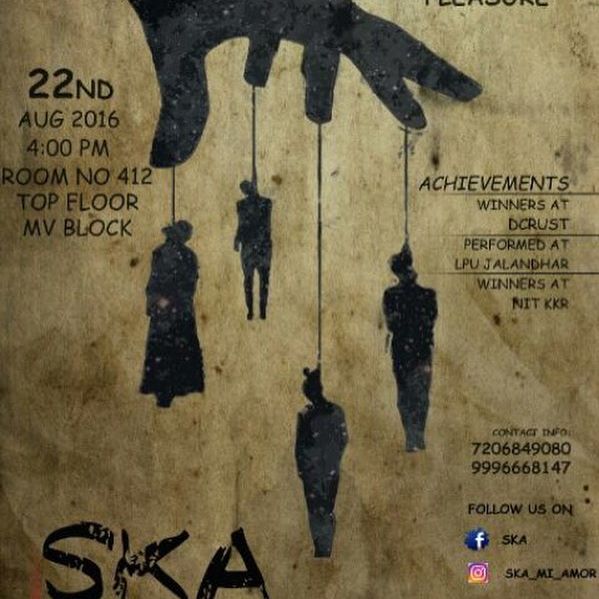 PLEASURE
22ND
AUG 2016
4:00 PM
ROOM NO 412
TOP FLOOR
MV BLOCK
ACHIEVEMENTS
WINNERS AT
DCRUST
PERFORMED AT
LPU JALANDHAR
WINNERS AT
NIT KKR
CONTACT INFO:
7206849080
9996668147
FOLLOW US ON
SKA
SKA_MI_AMOR
SKA